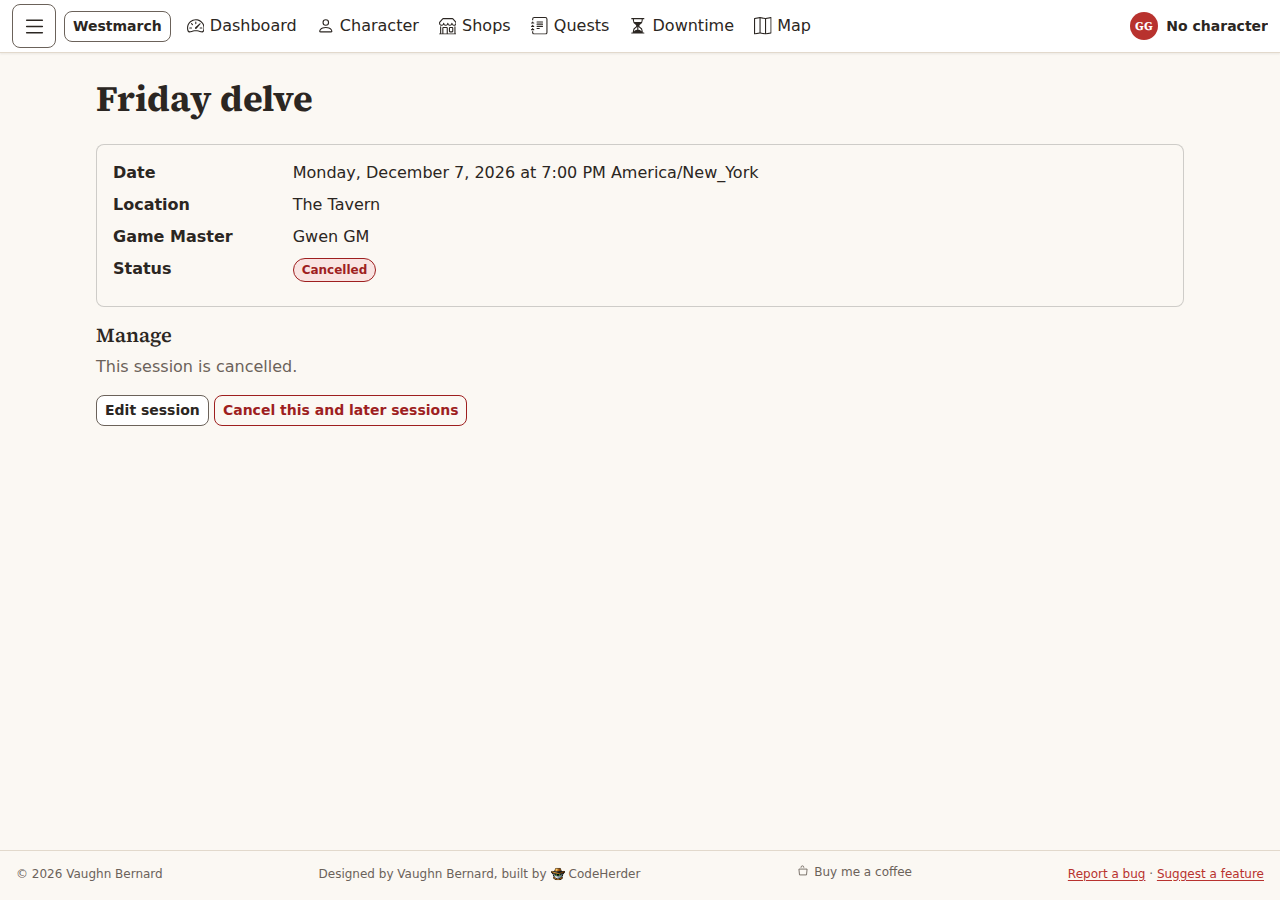 Westmarch Dashboard Character Shops Quests Downtime Map GG No character
Friday delve
Date Monday, December 7, 2026 at 7:00 PM America/New_York
Location The Tavern
Game Master Gwen GM
Status Cancelled
Manage
This session is cancelled.
Edit session Cancel this and later sessions
© 2026 Vaughn Bernard Designed by Vaughn Bernard, built by CodeHerder Buy me a coffee Report a bug · Suggest a feature